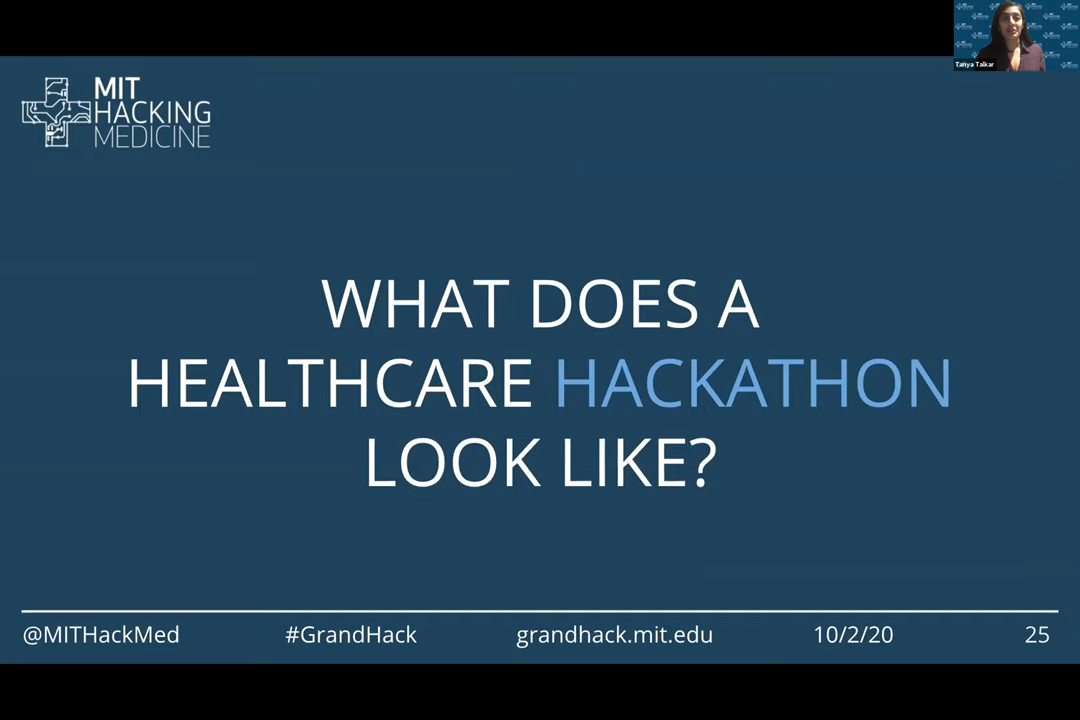 Tanya Talkar
MIT
HACKING
MEDICINE
WHAT DOES A
HEALTHCARE HACKATHON
LOOK LIKE?
@MITHackMed #GrandHack grandhack.mit.edu 10/2/20 25